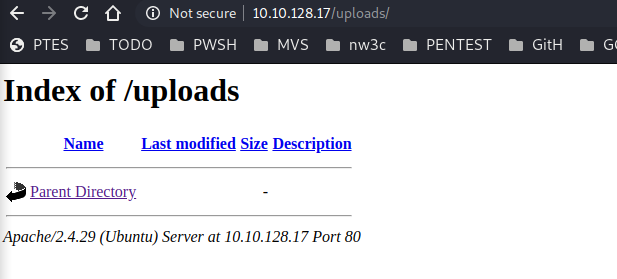 Not secure | 10.10.128.17/uploads/
PTES TODO PWSH MVS nw3c PENTEST GitH
Index of /uploads
Name Last modified Size Description
Parent Directory -
Apache/2.4.29 (Ubuntu) Server at 10.10.128.17 Port 80